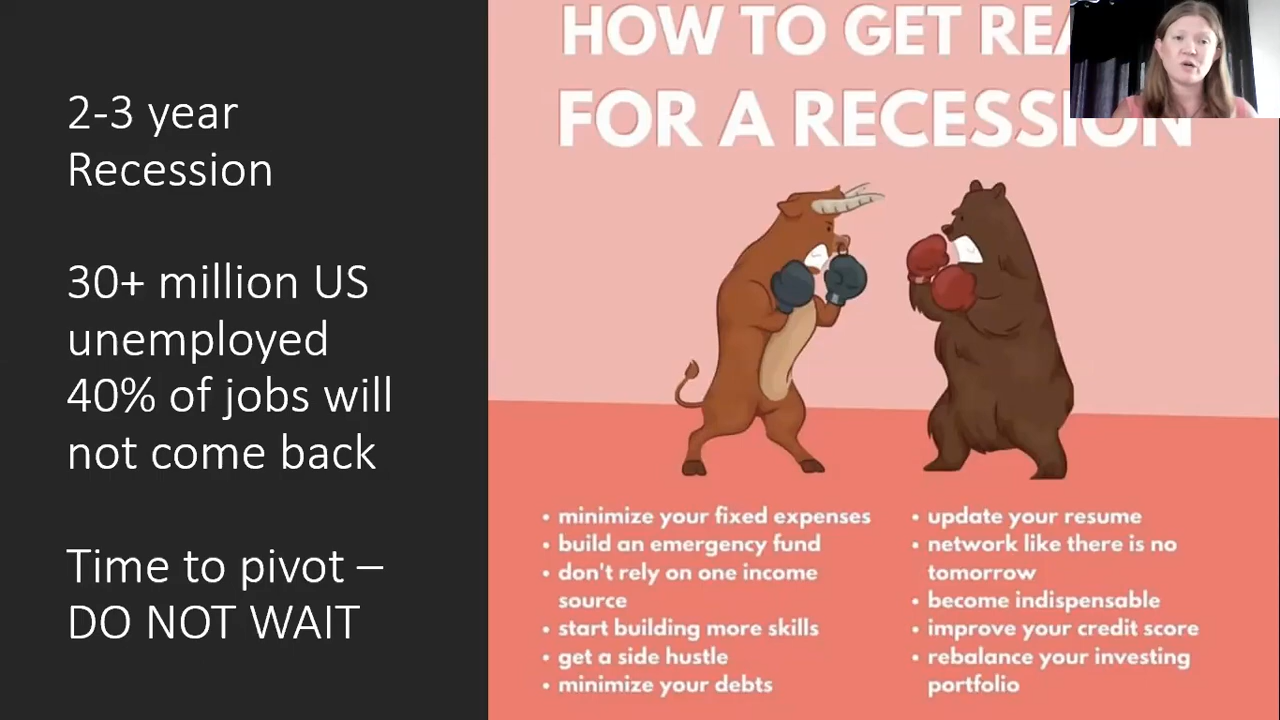 2-3 year
Recession
30+ million US
unemployed
40% of jobs will
not come back
Time to pivot –
DO NOT WAIT
HOW TO GET
FOR A RECESSION
• minimize your fixed expenses
• build an emergency fund
• don't rely on one income
source
• start building more skills
• get a side hustle
• minimize your debts
• update your resume
• network like there is no
tomorrow
• become indispensable
• improve your credit score
• rebalance your investing
portfolio